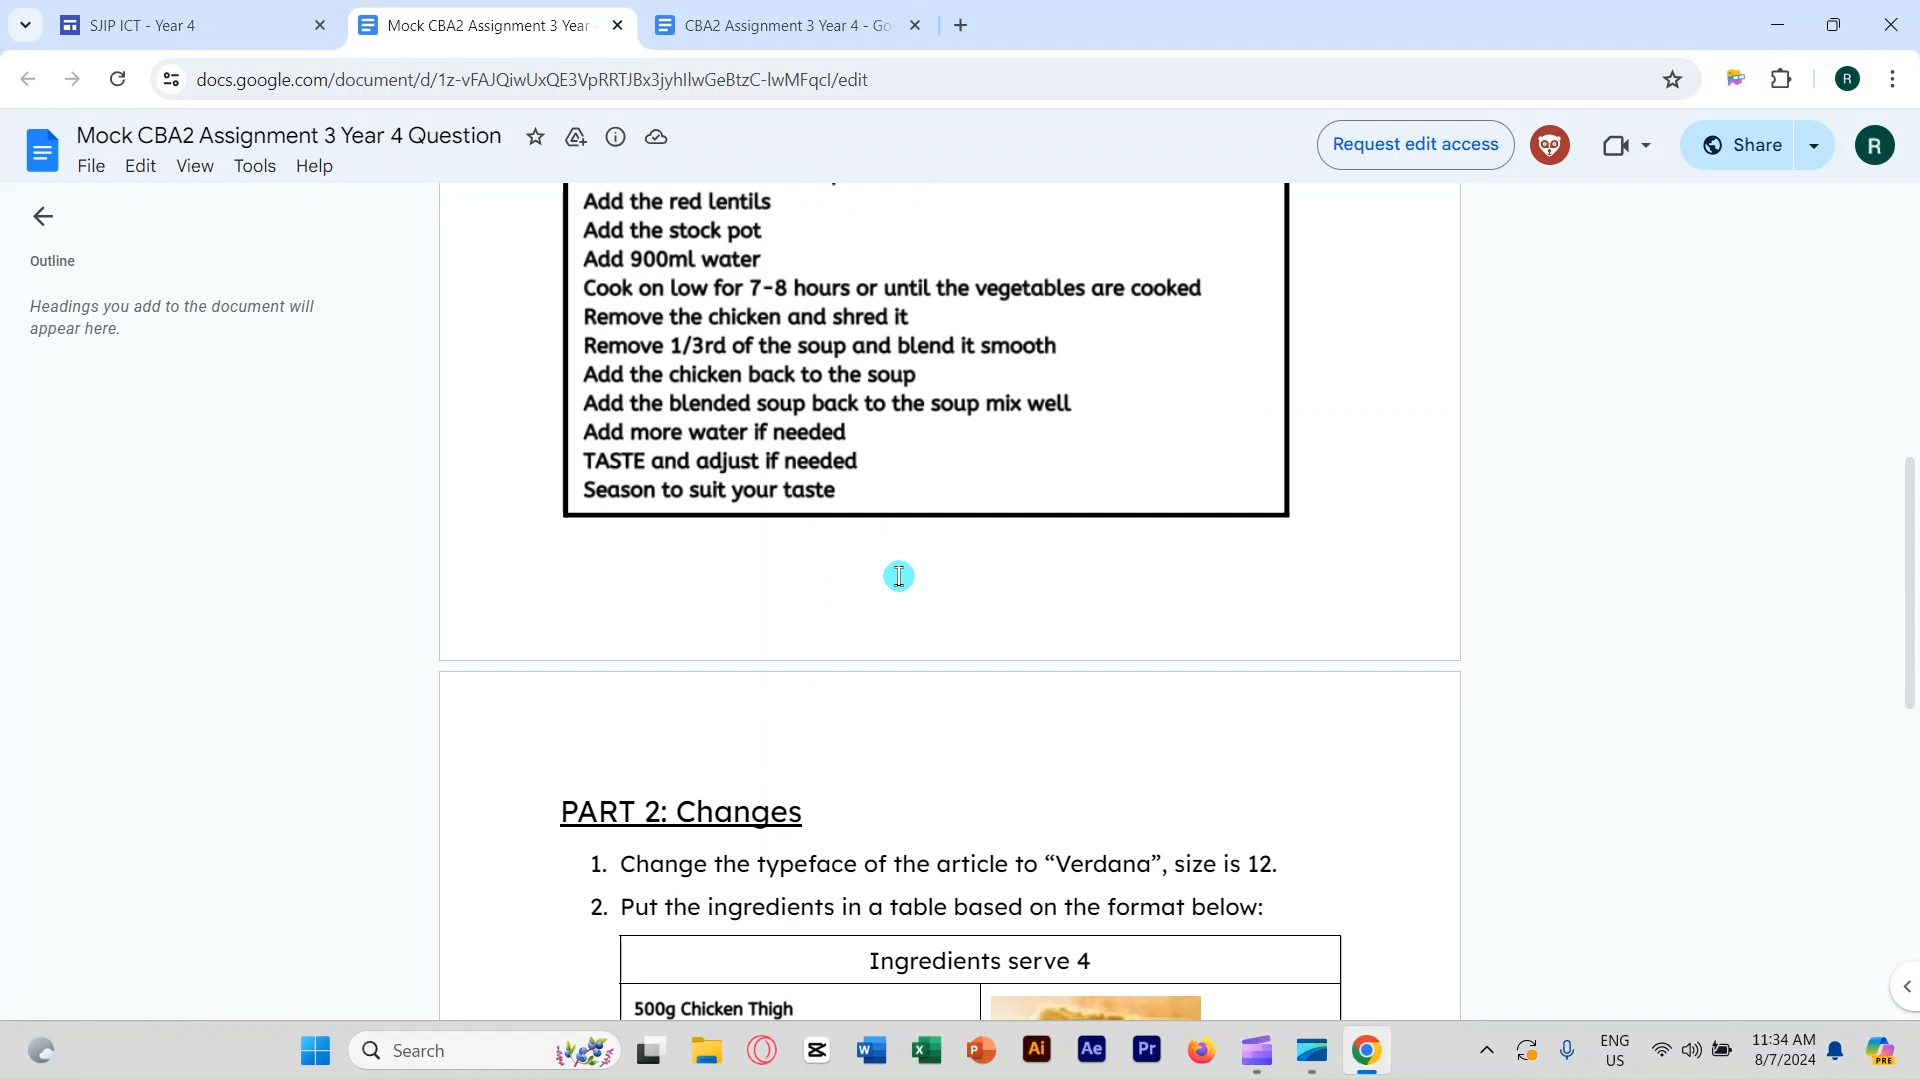 SJIP ICT - Year 4
Mock CBA2 Assignment 3 Year
CBA2 Assignment 3 Year 4 - Go
docs.google.com/document/d/1z-vFAJQiwUxQE3VpRRTJBx3jyhIlwGeBtzC-lwMFqcI/edit
R
Mock CBA2 Assignment 3 Year 4 Question
File Edit View Tools Help
Request edit access
Share
R
Outline
Headings you add to the document will
appear here.
Add the red lentils
Add the stock pot
Add 900ml water
Cook on low for 7-8 hours or until the vegetables are cooked
Remove the chicken and shred it
Remove 1/3rd of the soup and blend it smooth
Add the chicken back to the soup
Add the blended soup back to the soup mix well
Add more water if needed
TASTE and adjust if needed
Season to suit your taste
PART 2: Changes
1. Change the typeface of the article to “Verdana”, size is 12.
2. Put the ingredients in a table based on the format below:
Ingredients serve 4
500g Chicken Thigh
Search
W
X
P
Ai
Ae
Pr
ENG
US
11:34 AM
8/7/2024
PRE